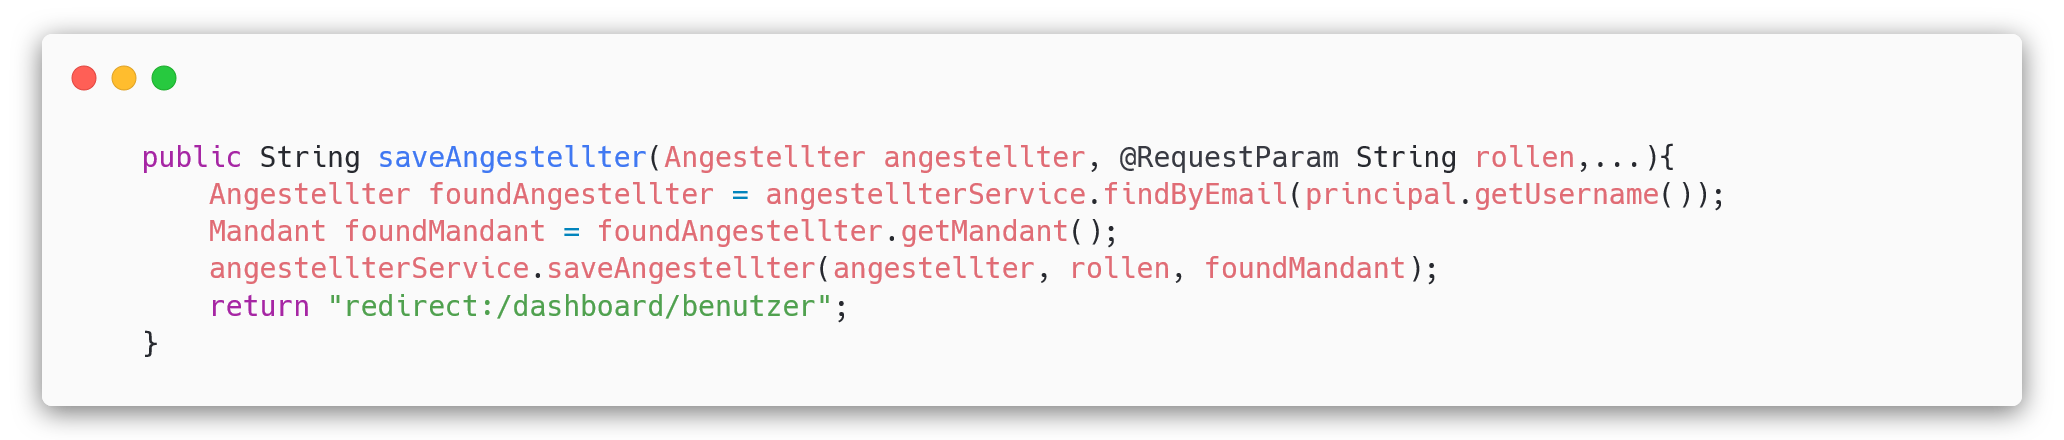 public String saveAngestellter(Angestellter angestellter, @RequestParam String rollen,...){
Angestellter foundAngestellter = angestellterService.findByEmail(principal.getUsername());
Mandant foundMandant = foundAngestellter.getMandant();
angestellterService.saveAngestellter(angestellter, rollen, foundMandant);
return "redirect:/dashboard/benutzer";
}